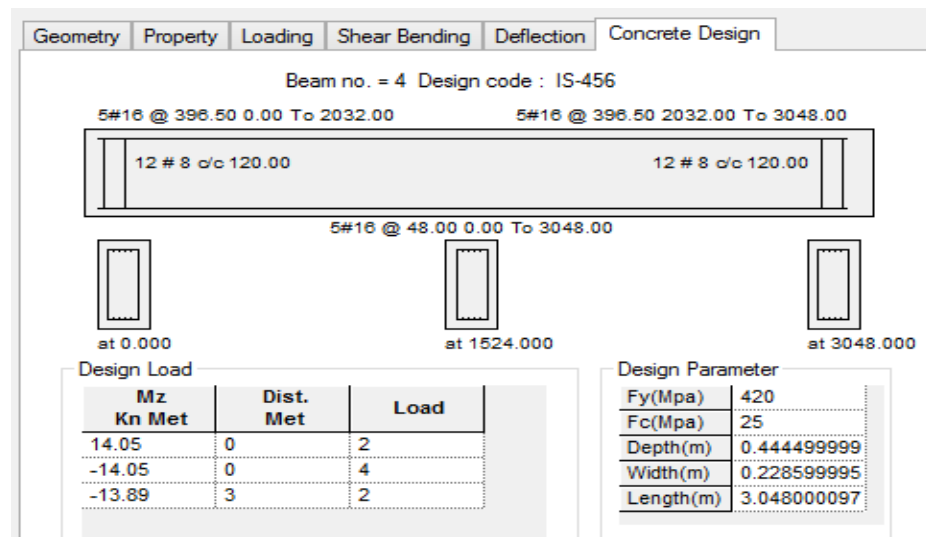 Geometry Property Loading Shear Bending Deflection Concrete Design
Beam no. = 4 Design code : IS-456
5#16 @ 396.50 0.00 To 2032.00 5#16 @ 396.50 2032.00 To 3048.00
12 # 8 c/c 120.00 12 # 8 c/c 120.00
5#16 @ 48.00 0.00 To 3048.00
at 0.000 at 1524.000 at 3048.000
Design Load Design Parameter
Mz Kn Met Dist. Met Load
14.05 0 2
-14.05 0 4
-13.89 3 2
Fy(Mpa) 420
Fc(Mpa) 25
Depth(m) 0.444499999
Width(m) 0.228599995
Length(m) 3.048000097